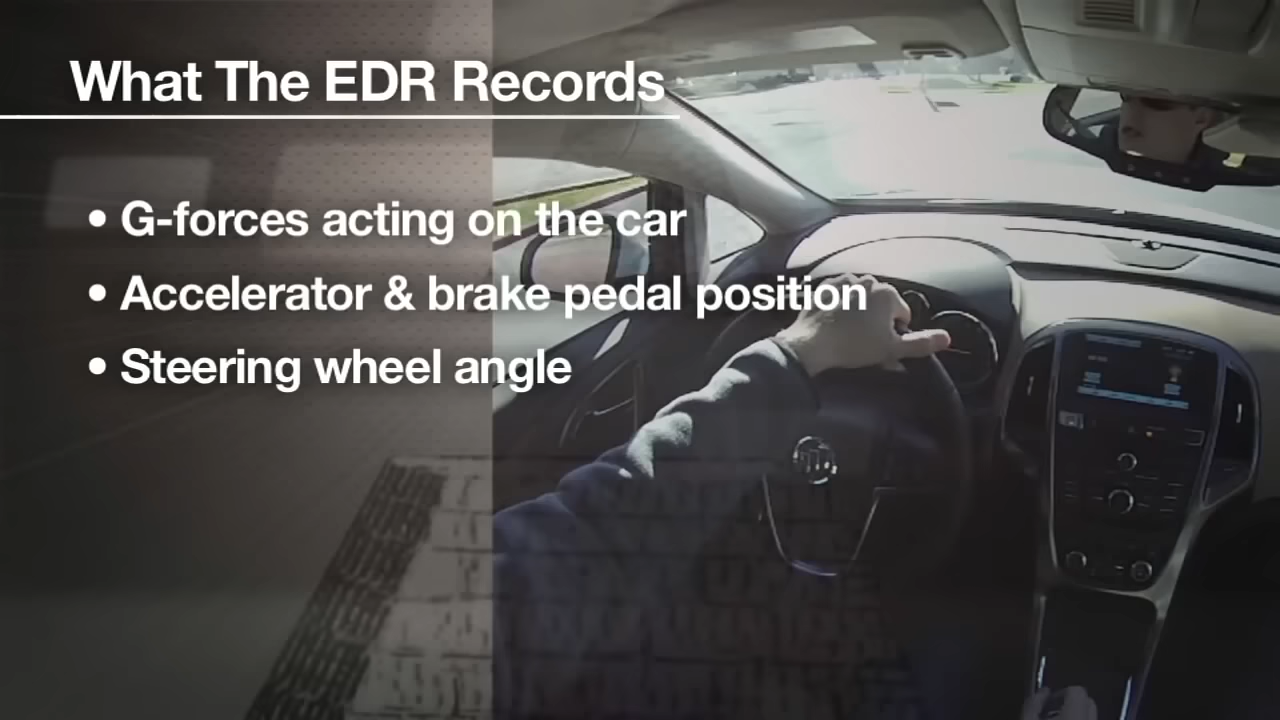 What The EDR Records
• G-forces acting on the car
• Accelerator & brake pedal position
• Steering wheel angle